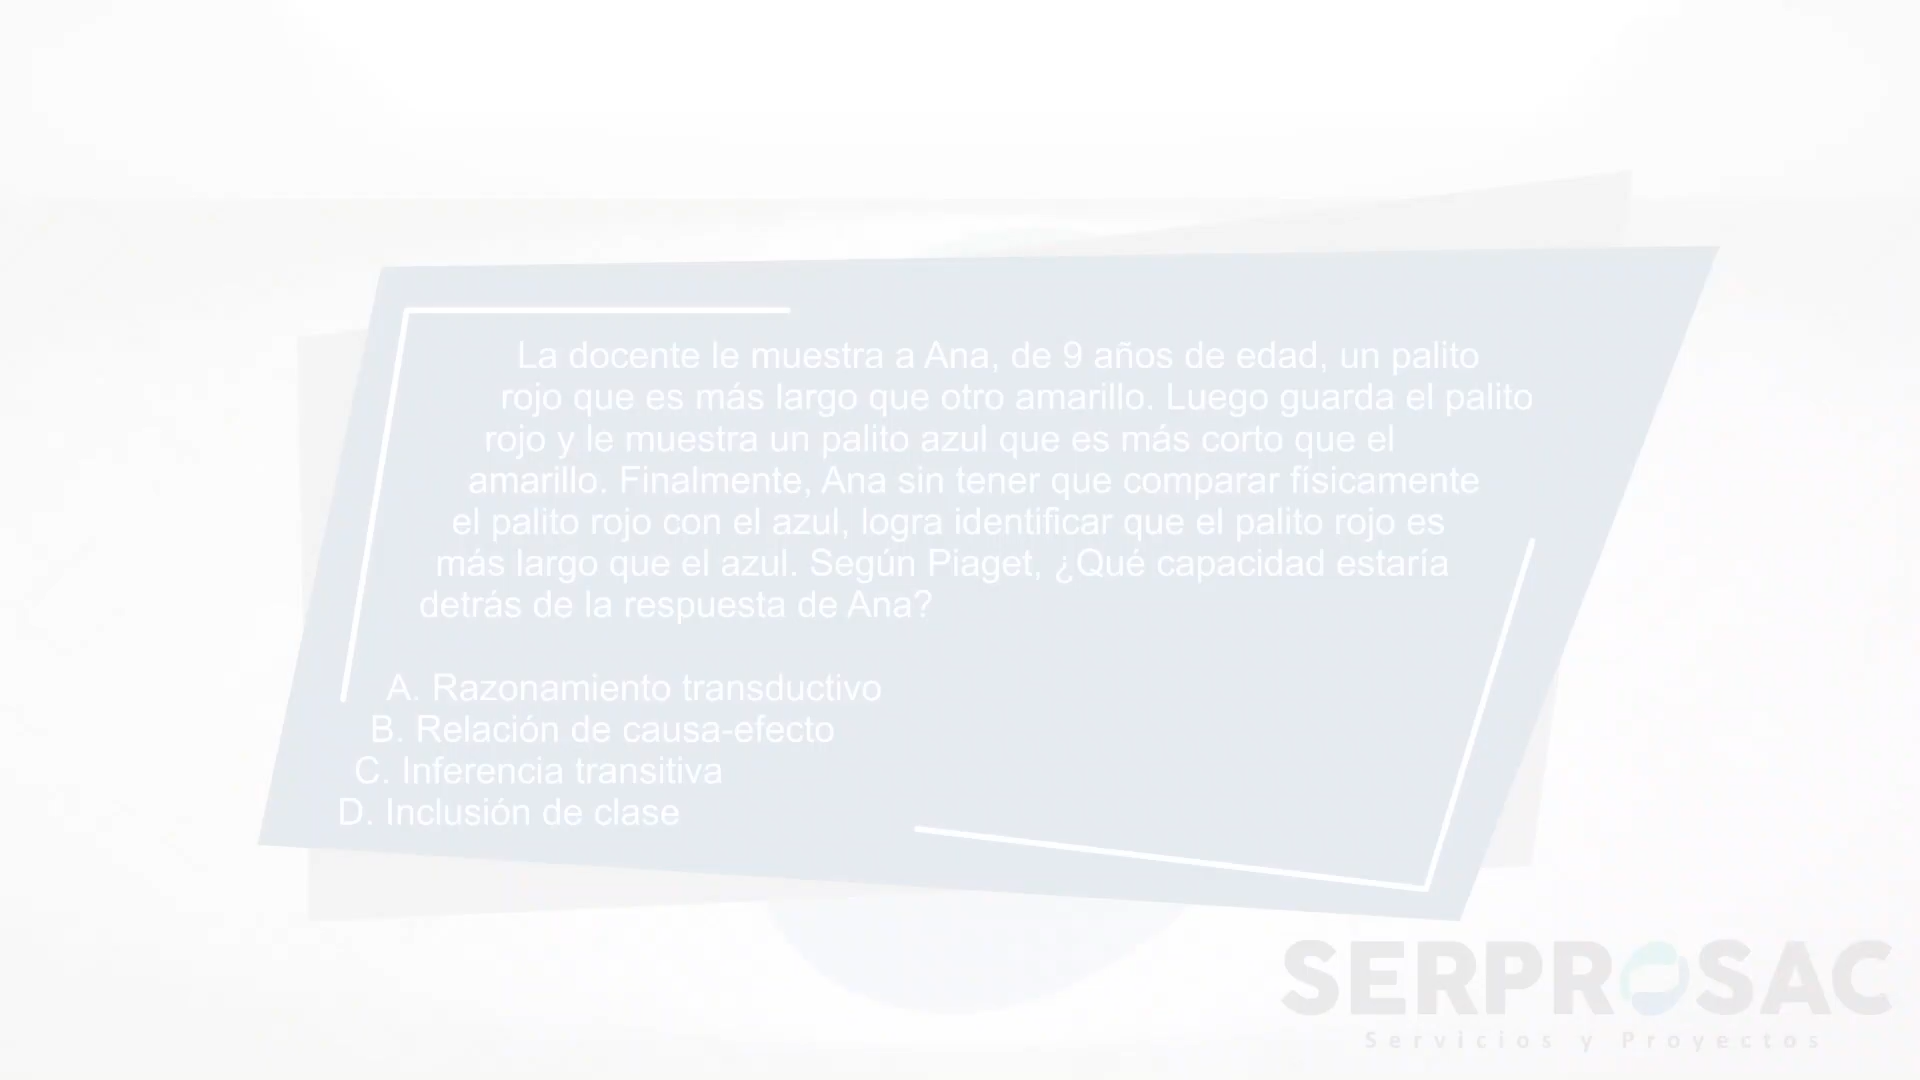 La docente le muestra a Ana, de 9 años de edad, un palito
rojo que es más largo que otro amarillo. Luego guarda el palito
rojo y le muestra un palito azul que es más corto que el
amarillo. Finalmente, Ana sin tener que comparar físicamente
el palito rojo con el azul, logra identificar que el palito rojo es
más largo que el azul. Según Piaget, ¿Qué capacidad estaría
detrás de la respuesta de Ana?
A. Razonamiento transductivo
B. Relación de causa-efecto
C. Inferencia transitiva
D. Inclusión de clase
SERPROSAC
Servicios y Proyectos